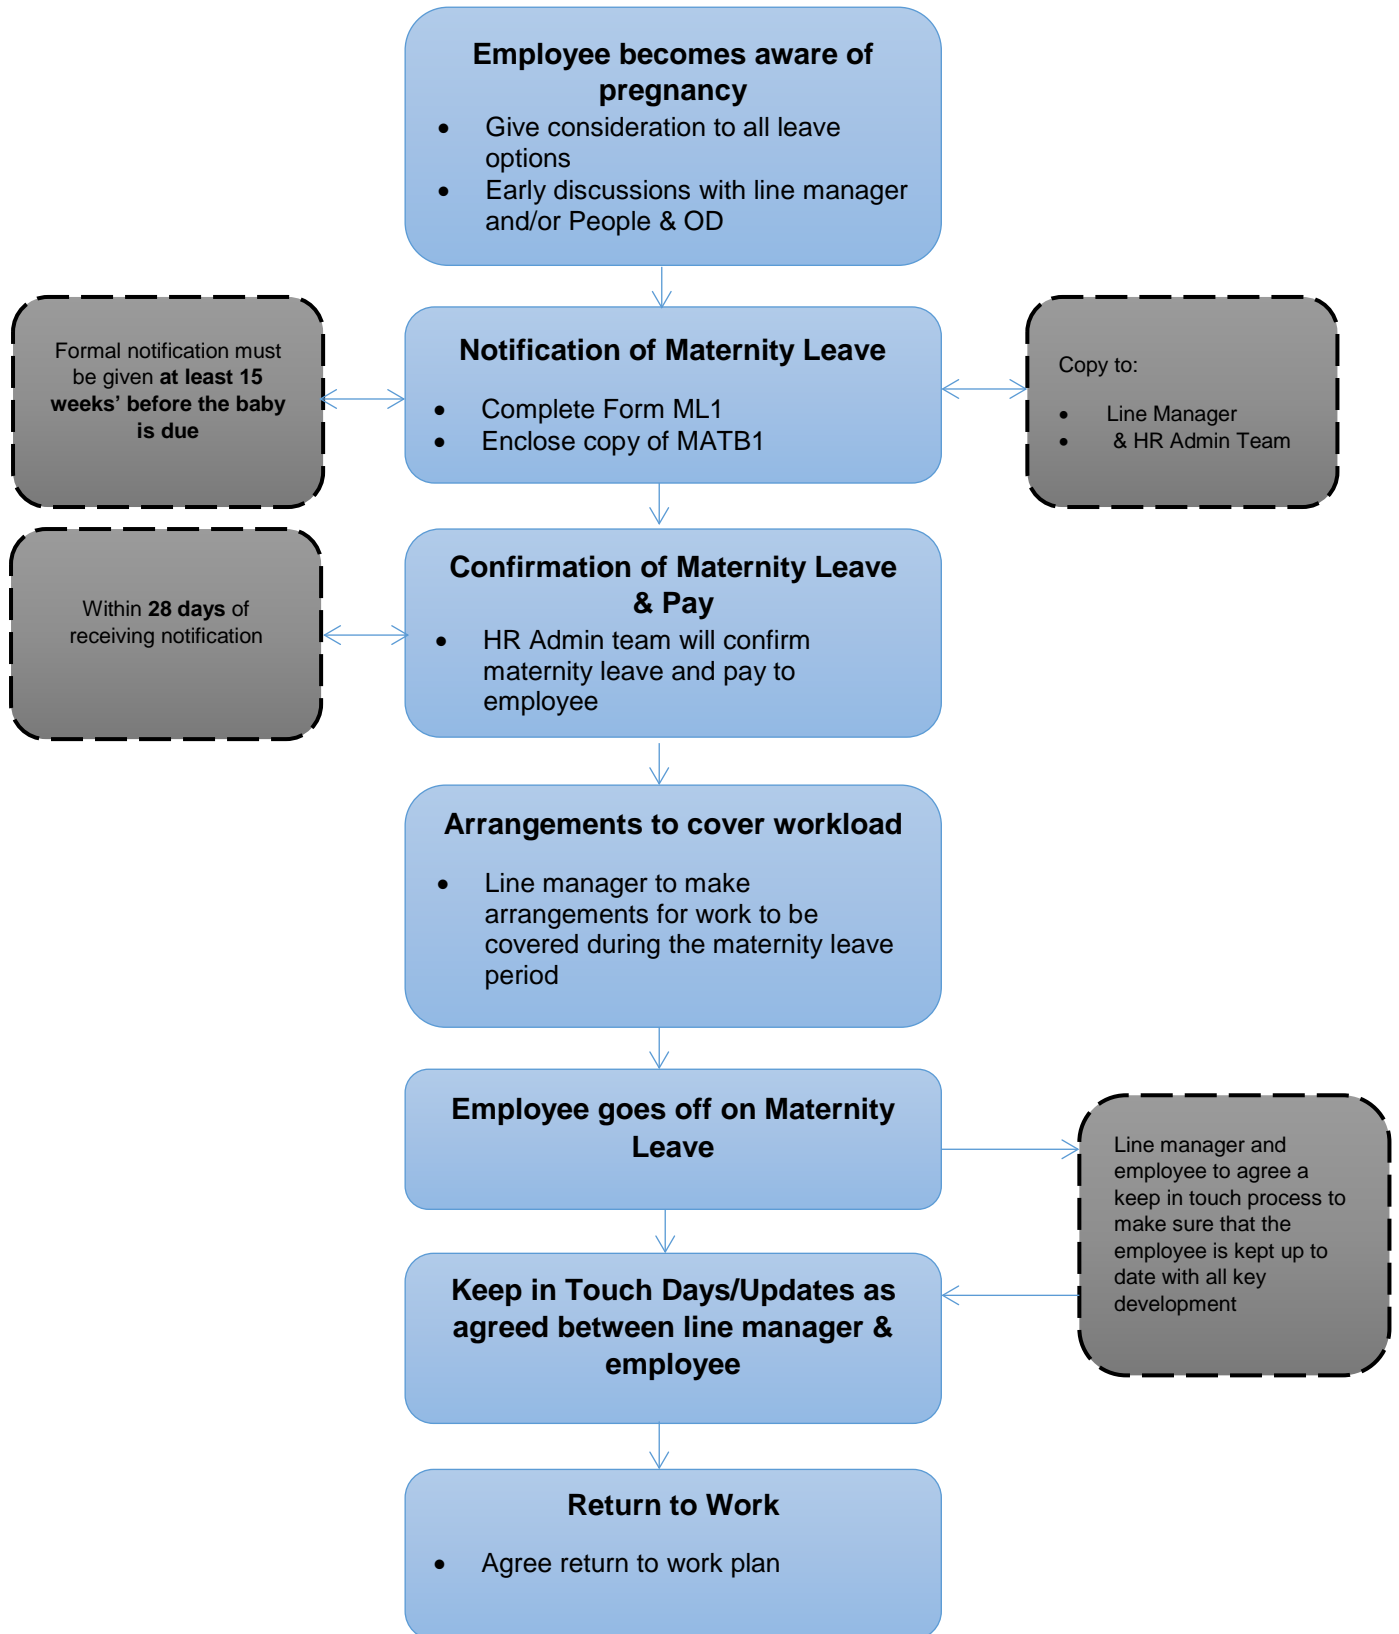 Employee becomes aware of
pregnancy
• Give consideration to all leave
options
• Early discussions with line manager
and/or People & OD
Formal notification must
be given at least 15
weeks’ before the baby
is due
Notification of Maternity Leave
• Complete Form ML1
• Enclose copy of MATB1
Copy to:
• Line Manager
• & HR Admin Team
Within 28 days of
receiving notification
Confirmation of Maternity Leave
& Pay
• HR Admin team will confirm
maternity leave and pay to
employee
Arrangements to cover workload
• Line manager to make
arrangements for work to be
covered during the maternity leave
period
Employee goes off on Maternity
Leave
Line manager and
employee to agree a
keep in touch process to
make sure that the
employee is kept up to
date with all key
development
Keep in Touch Days/Updates as
agreed between line manager &
employee
Return to Work
• Agree return to work plan